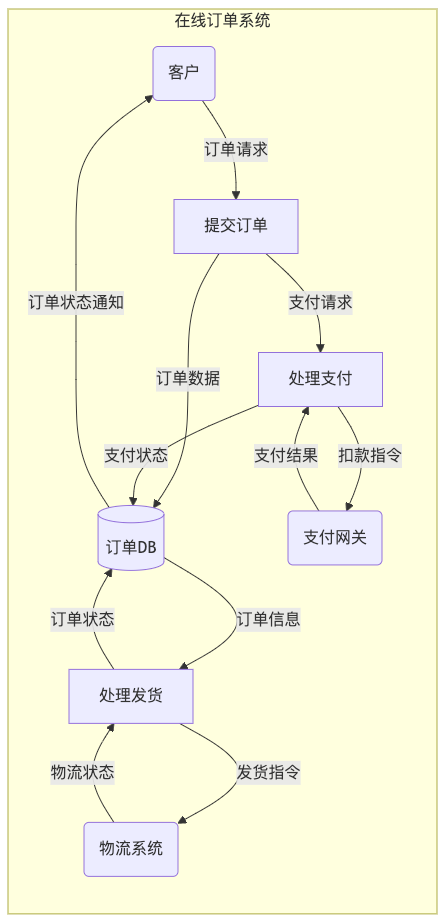 在线订单系统
客户
订单请求
提交订单
订单状态通知
支付请求
订单数据
处理支付
支付状态
支付结果
扣款指令
订单DB
支付网关
订单状态
订单信息
处理发货
物流状态
发货指令
物流系统